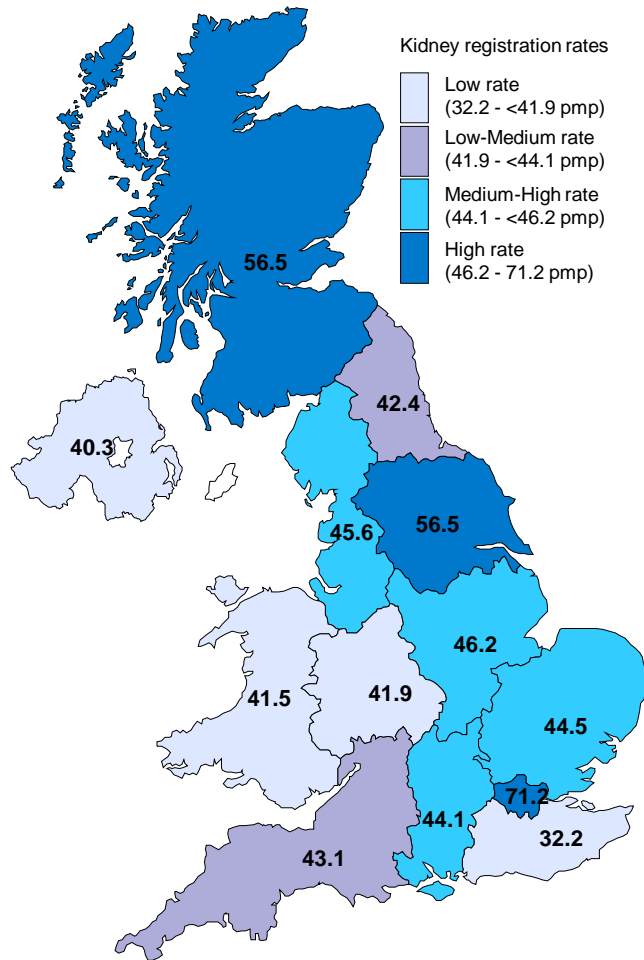 Kidney registration rates
Low rate
(32.2 - <41.9 pmp)
Low-Medium rate
(41.9 - <44.1 pmp)
Medium-High rate
(44.1 - <46.2 pmp)
High rate
(46.2 - 71.2 pmp)
56.5
42.4
40.3
45.6
56.5
46.2
41.5
41.9
44.5
71.2
44.1
32.2
43.1